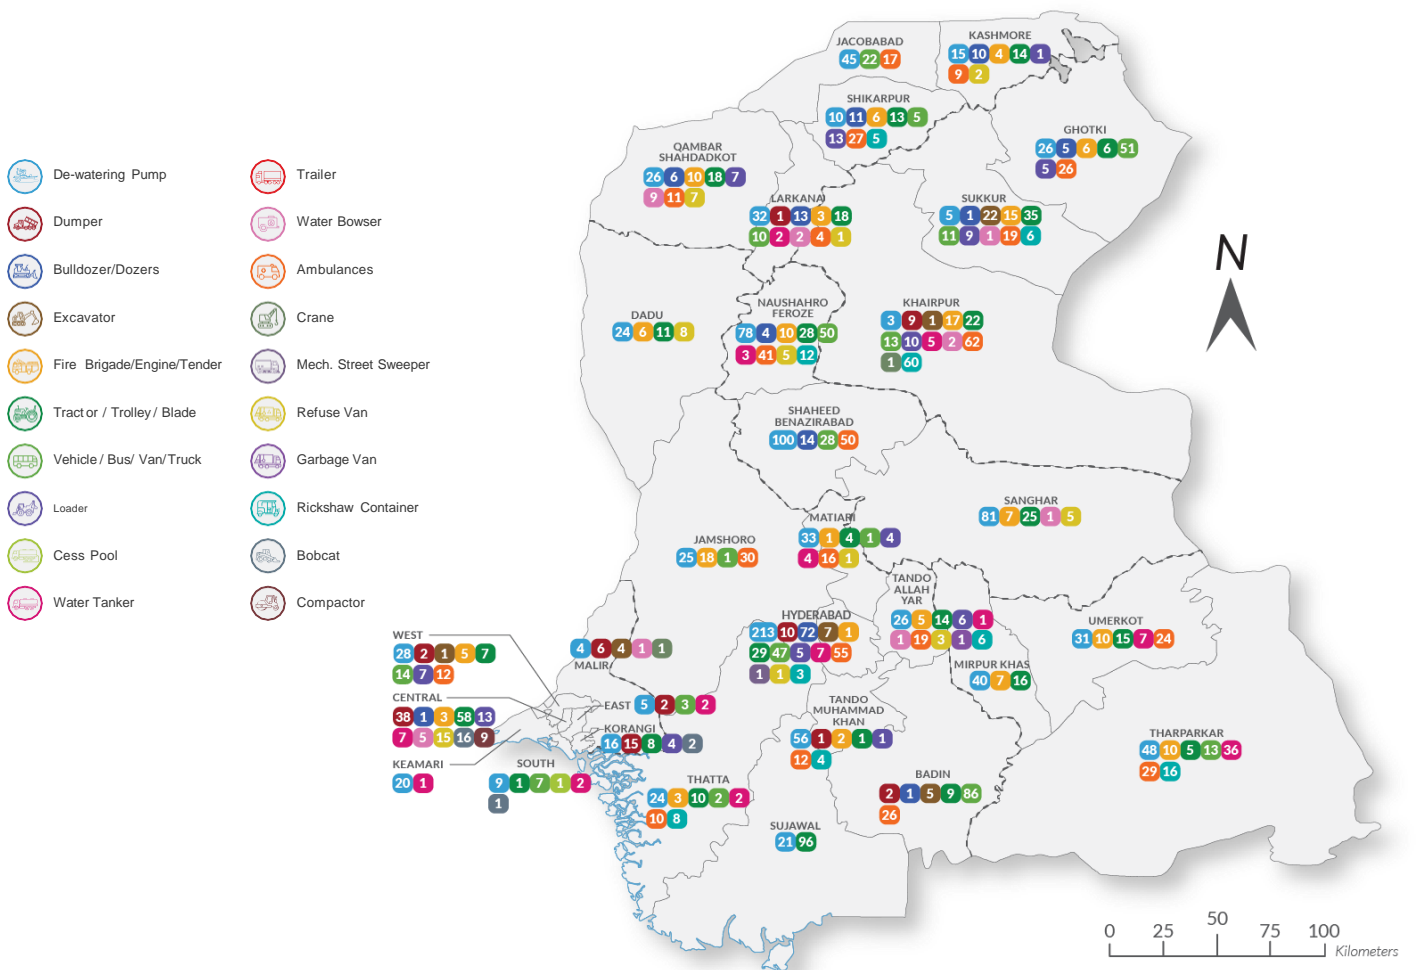 JACOBABAD
45 22 17
KASHMORE
15 10 4 14 1
9 2
SHIKARPUR
10 11 6 13 5
13 27 5
GHOTKI
26 5 6 6 51
5 26
QAMBAR
SHAHDADKOT
26 6 10 18 7
9 11 7
LARKANA
32 1 13 3 18
10 2 2 4 1
SUKKUR
5 1 22 15 35
11 9 1 19 6
De-watering Pump
Dumper
Bulldozer/Dozers
Excavator
Fire Brigade/Engine/Tender
Tractor / Trolley / Blade
Vehicle / Bus/ Van/Truck
Loader
Cess Pool
Water Tanker
Trailer
Water Bowser
Ambulances
Crane
Mech. Street Sweeper
Refuse Van
Garbage Van
Rickshaw Container
Bobcat
Compactor
N
DADU
24 6 11 8
NAUSHAHRO
FEROZE
78 4 10 28 50
3 41 5 12
KHAIRPUR
3 9 1 17 22
13 10 5 2 62
1 60
SHAHEED
BENAZIRABAD
100 14 28 50
SANGHAR
81 7 25 1 5
MATIARI
33 1 4 1 4
4 16 1
JAMSHORO
25 18 1 30
TANDO
ALLAH
YAR
26 5 14 6 1
1 19 3 1 6
HYDERABAD
213 10 72 7 1
29 47 5 7 55
1 1 3
UMERKOT
31 10 15 7 24
MIRPUR KHAS
40 7 16
WEST
28 2 1 5 7
14 7 12
4 6 4 1 1
MALIR
CENTRAL
38 1 3 58 13
7 5 15 16 9
EAST 5 2 3 2
KORANGI
16 15 8 4 2
KEAMARI
20 1
SOUTH
9 1 7 1 2
1
TANDO
MUHAMMAD
KHAN
56 1 2 1 1
12 4
THARPARKAR
48 10 5 13 36
29 16
THATTA
24 3 10 2 2
10 8
BADIN
2 1 5 9 86
26
SUJAWAL
21 96
0 25 50 75 100
Kilometers